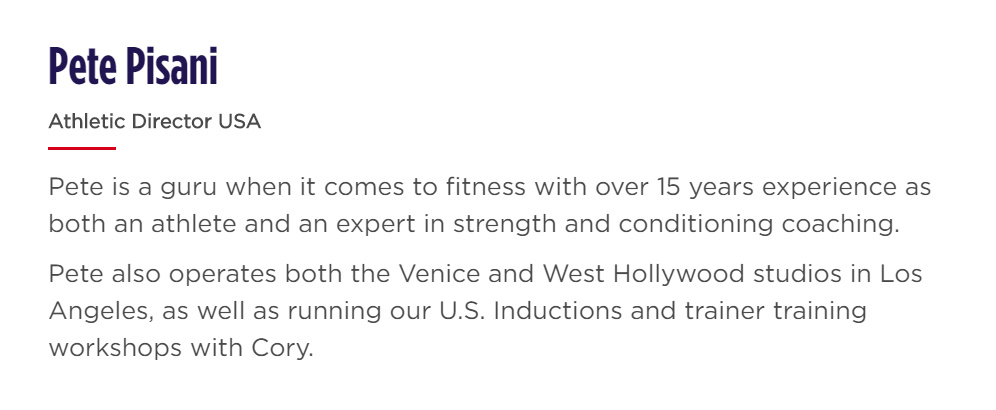 Pete Pisani
Athletic Director USA
Pete is a guru when it comes to fitness with over 15 years experience as
both an athlete and an expert in strength and conditioning coaching.
Pete also operates both the Venice and West Hollywood studios in Los
Angeles, as well as running our U.S. Inductions and trainer training
workshops with Cory.